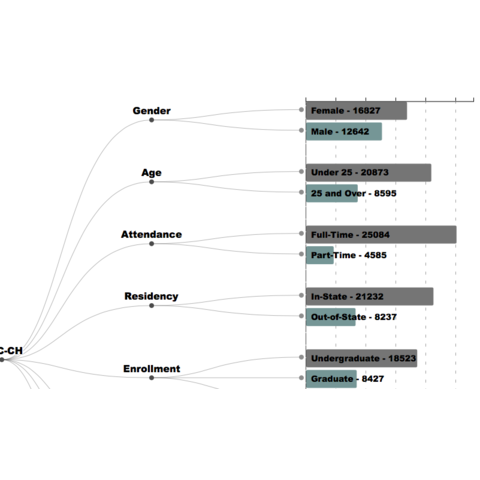 Gender
Female - 16827
Male - 12642
Age
Under 25 - 20873
25 and Over - 8595
Attendance
Full-Time - 25084
Part-Time - 4585
Residency
In-State - 21232
Out-of-State - 8237
C-CH
Enrollment
Undergraduate - 18523
Graduate - 8427